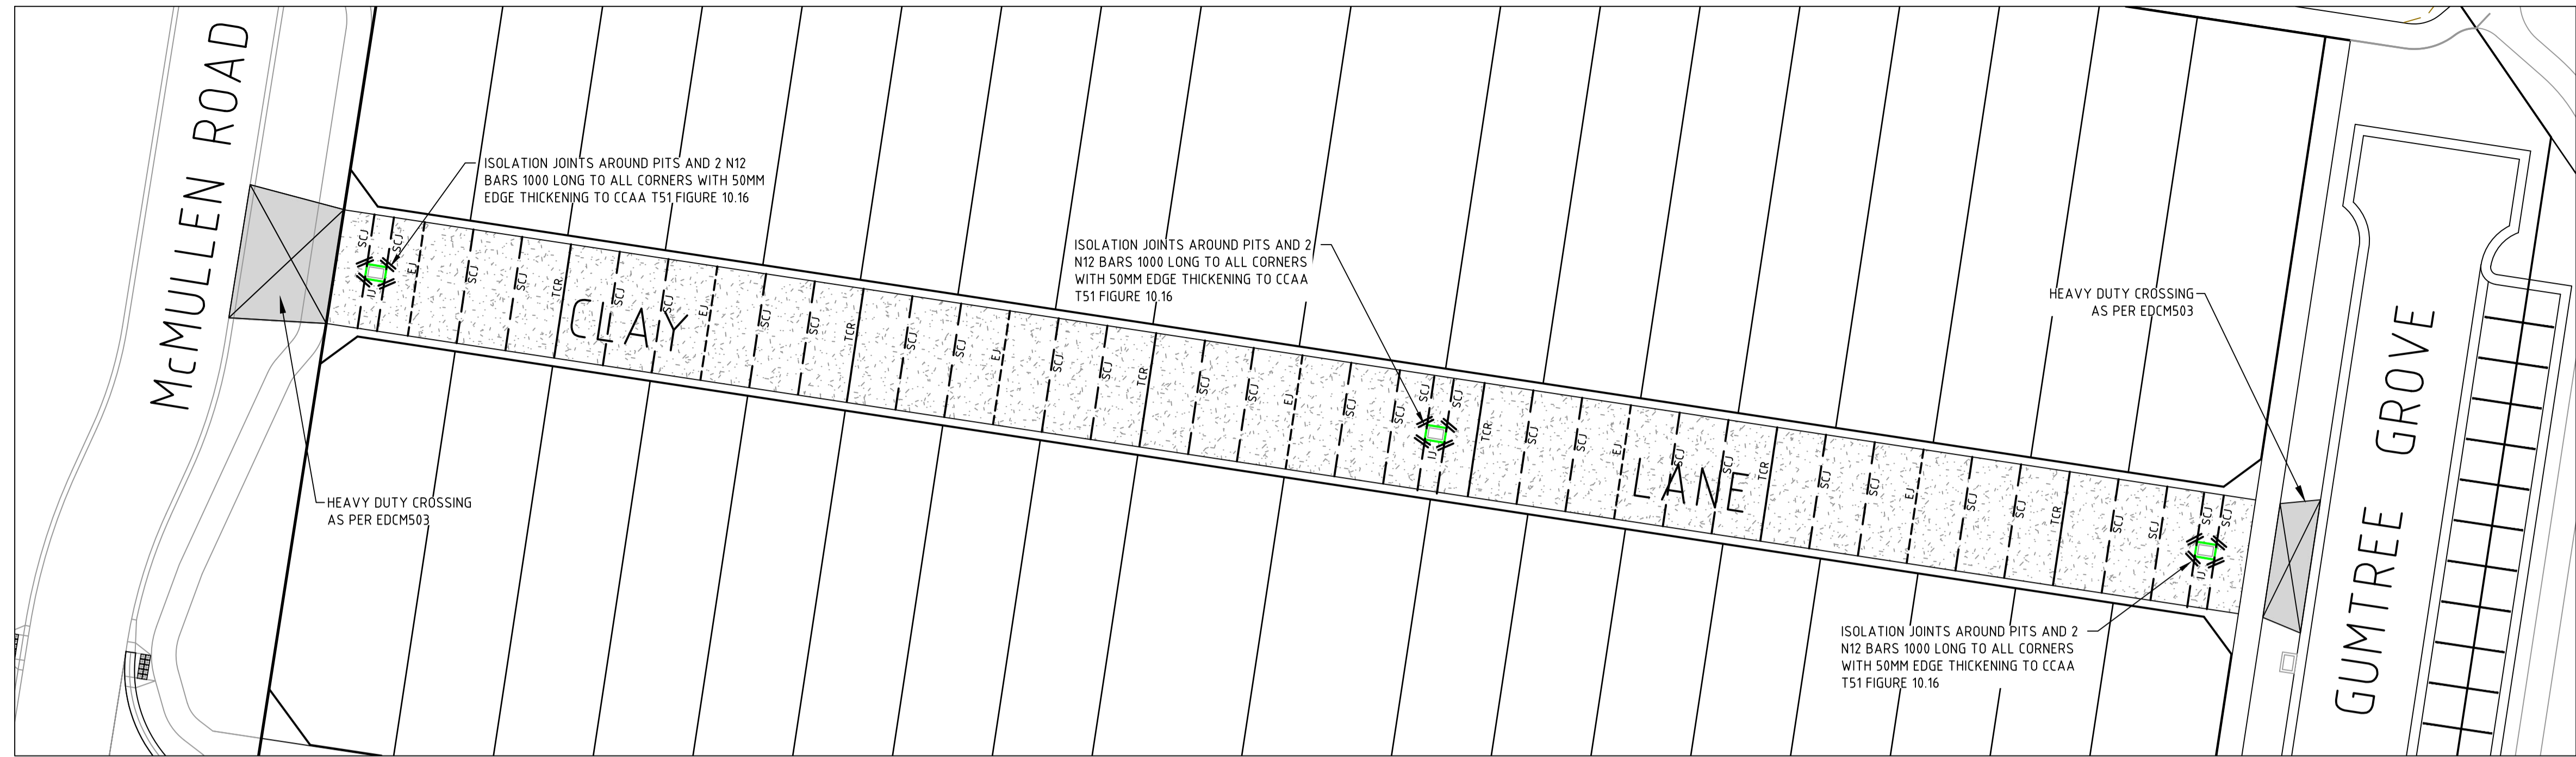 McMULLEN ROAD
ISOLATION JOINTS AROUND PITS AND 2 N12
BARS 1000 LONG TO ALL CORNERS WITH 50MM
EDGE THICKENING TO CCAA T51 FIGURE 10.16
ISOLATION JOINTS AROUND PITS AND 2
N12 BARS 1000 LONG TO ALL CORNERS
WITH 50MM EDGE THICKENING TO CCAA
T51 FIGURE 10.16
HEAVY DUTY CROSSING
AS PER EDCM503
SCJ
SCJ
IJ
EJ
SCJ
SCJ
TCR
SCJ
SCJ
EJ
SCJ
SCJ
TCR
SCJ
SCJ
EJ
SCJ
SCJ
TCR
SCJ
SCJ
EJ
SCJ
SCJ
SCJ
IJ
SCJ
TCR
SCJ
SCJ
EJ
SCJ
SCJ
TCR
SCJ
SCJ
EJ
SCJ
SCJ
TCR
SCJ
SCJ
SCJ
IJ
SCJ
CLAY LANE
HEAVY DUTY CROSSING
AS PER EDCM503
ISOLATION JOINTS AROUND PITS AND 2
N12 BARS 1000 LONG TO ALL CORNERS
WITH 50MM EDGE THICKENING TO CCAA
T51 FIGURE 10.16
GUMTREE GROVE